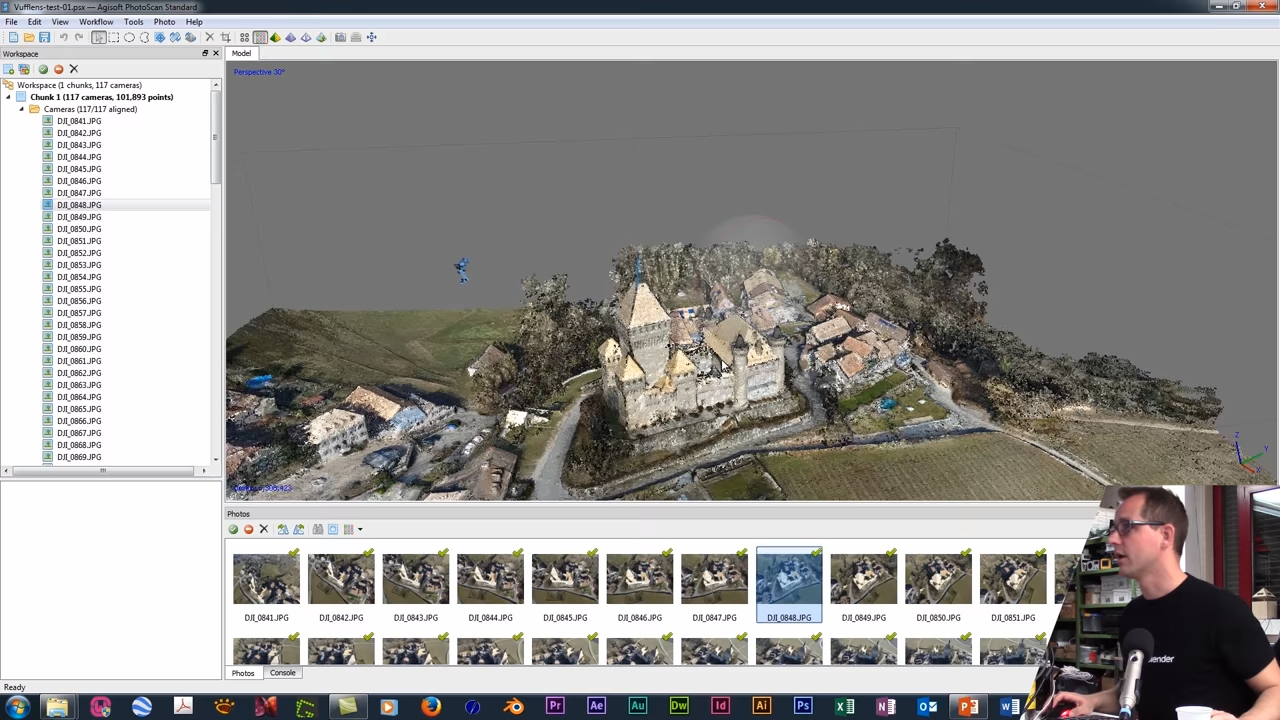 Vufflens-test-01.psx — Agisoft PhotoScan Standard
File Edit View Workflow Tools Photo Help
Workspace
Model
Perspective 30°
Workspace (1 chunks, 117 cameras)
Chunk 1 (117 cameras, 101,893 points)
Cameras (117/117 aligned)
DJI_0841.JPG
DJI_0842.JPG
DJI_0843.JPG
DJI_0844.JPG
DJI_0845.JPG
DJI_0846.JPG
DJI_0847.JPG
DJI_0848.JPG
DJI_0849.JPG
DJI_0850.JPG
DJI_0851.JPG
DJI_0852.JPG
DJI_0853.JPG
DJI_0854.JPG
DJI_0855.JPG
DJI_0856.JPG
DJI_0857.JPG
DJI_0858.JPG
DJI_0859.JPG
DJI_0860.JPG
DJI_0861.JPG
DJI_0862.JPG
DJI_0863.JPG
DJI_0864.JPG
DJI_0865.JPG
DJI_0866.JPG
DJI_0867.JPG
DJI_0868.JPG
DJI_0869.JPG
Z
Y
X
Photos
DJI_0841.JPG DJI_0842.JPG DJI_0843.JPG DJI_0844.JPG DJI_0845.JPG DJI_0846.JPG DJI_0847.JPG DJI_0848.JPG DJI_0849.JPG DJI_0850.JPG DJI_0851.JPG
Photos Console
Ready
Pr Ae Au Dw Id Ai Ps